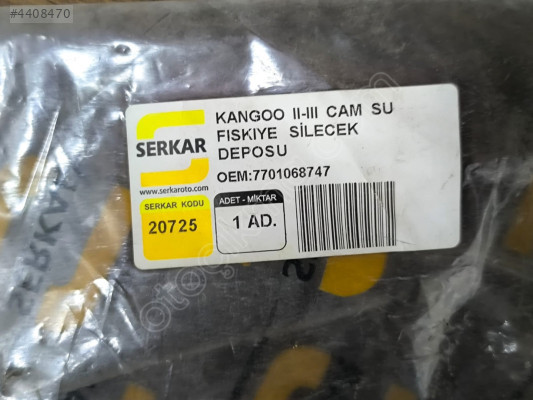 #4408470
KANGOO II-III CAM SU
FISKIYE SİLECEK
DEPOSU
OEM:7701068747
SERKAR
www.serkaroto.com
SERKAR KODU
20725
ADET - MİKTAR
1 AD.
SERKAR